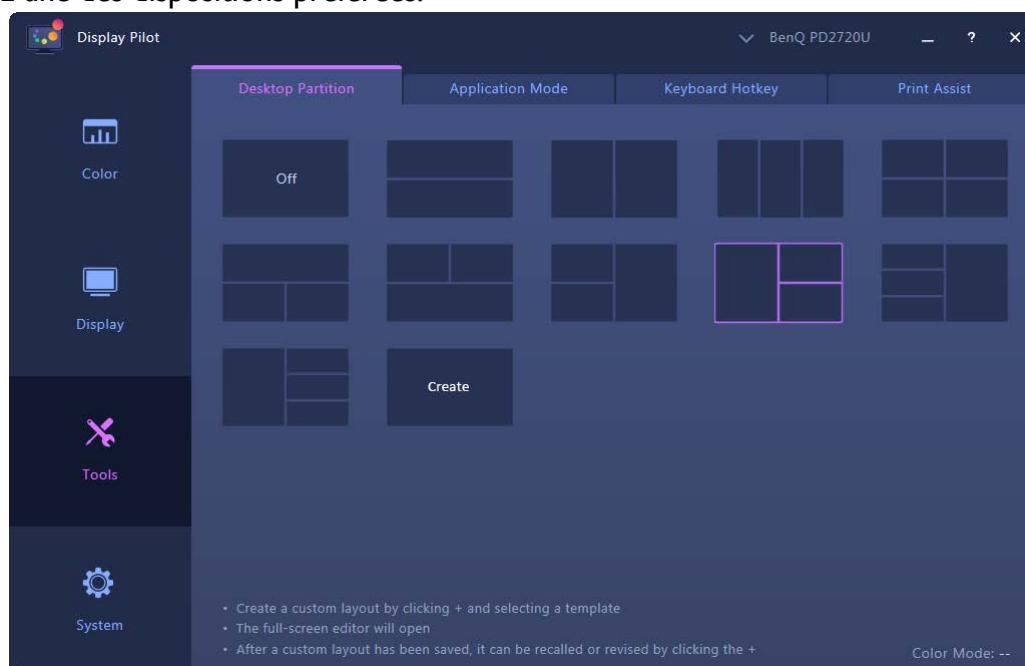 Display Pilot
BenQ PD2720U
?
Desktop Partition
Application Mode
Keyboard Hotkey
Print Assist
Color
Off
Display
Create
Tools
System
• Create a custom layout by clicking + and selecting a template
• The full-screen editor will open
• After a custom layout has been saved, it can be recalled or revised by clicking the +
Color Mode: --